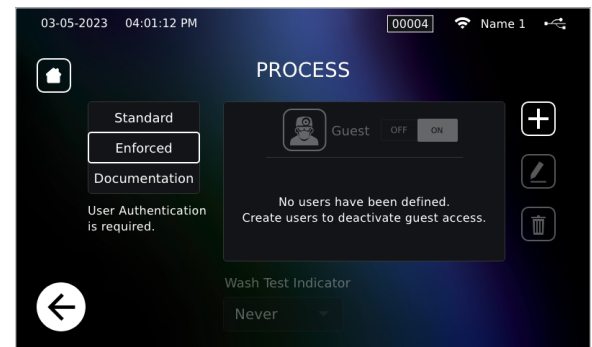 03-05-2023 04:01:12 PM 00004 Name 1
PROCESS
Standard
Enforced
Documentation
User Authentication
is required.
Guest OFF ON
No users have been defined.
Create users to deactivate guest access.
Wash Test Indicator
Never